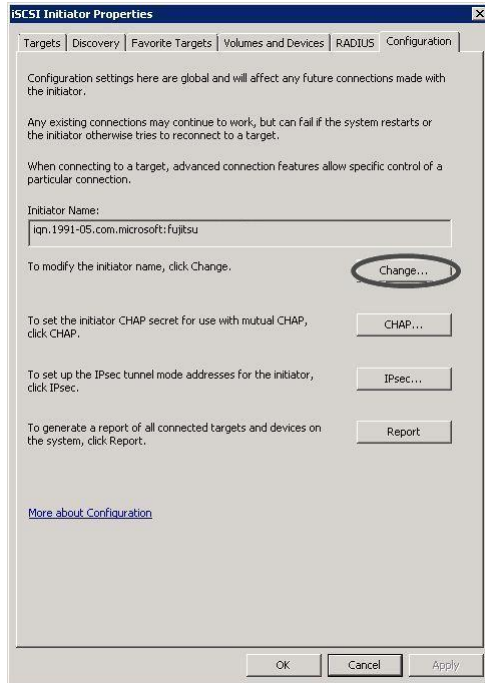 iSCSI Initiator Properties
Targets Discovery Favorite Targets Volumes and Devices RADIUS Configuration
Configuration settings here are global and will affect any future connections made with
the initiator.
Any existing connections may continue to work, but can fail if the system restarts or
the initiator otherwise tries to reconnect to a target.
When connecting to a target, advanced connection features allow specific control of a
particular connection.
Initiator Name:
iqn.1991-05.com.microsoft:fujitsu
To modify the initiator name, click Change.
Change...
To set the initiator CHAP secret for use with mutual CHAP,
click CHAP.
CHAP...
To set up the IPsec tunnel mode addresses for the initiator,
click IPsec.
IPsec...
To generate a report of all connected targets and devices on
the system, click Report.
Report
More about Configuration
OK Cancel Apply